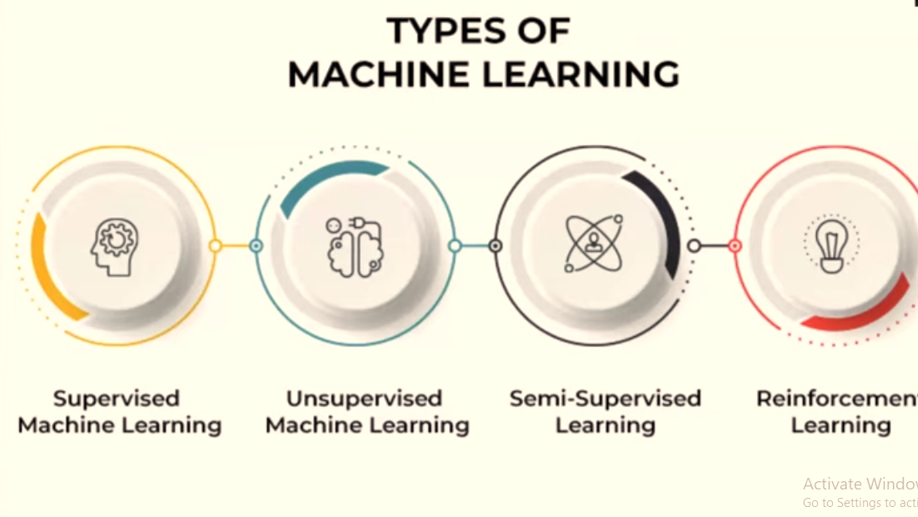 TYPES OF
MACHINE LEARNING
Supervised
Machine Learning
Unsupervised
Machine Learning
Semi-Supervised
Learning
Reinforcemen
Learning
Activate Windo
Go to Settings to acti